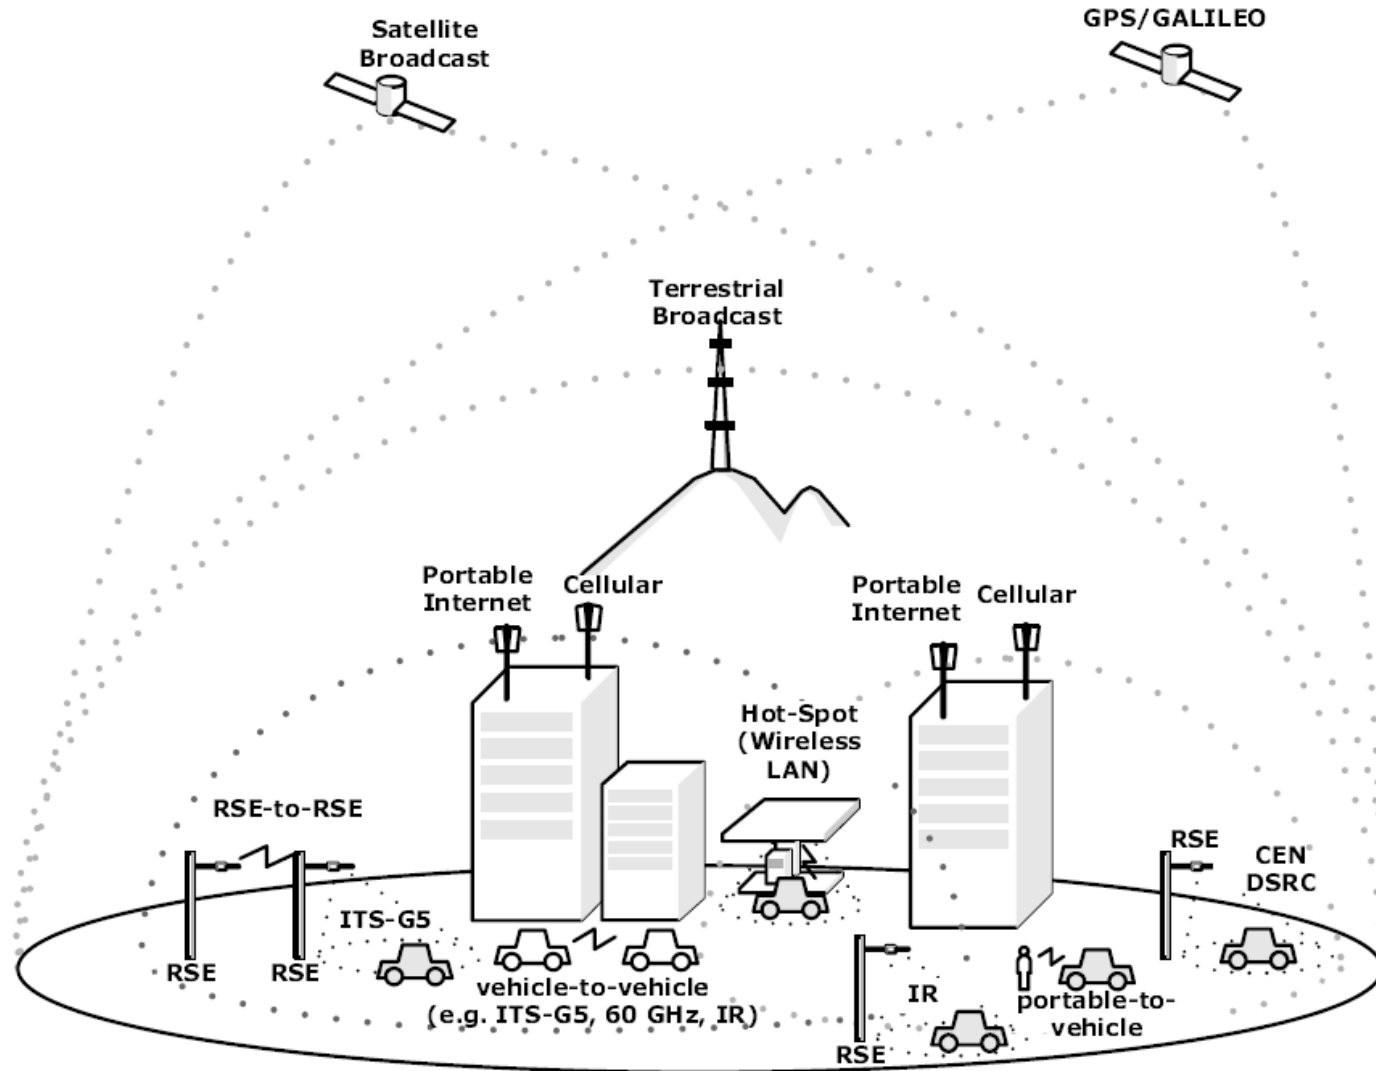 Satellite
Broadcast
GPS/GALILEO
Terrestrial
Broadcast
Portable
Internet
Cellular
Portable
Internet
Cellular
Hot-Spot
(Wireless
LAN)
RSE-to-RSE
RSE
CEN
DSRC
ITS-G5
RSE
RSE
vehicle-to-vehicle
(e.g. ITS-G5, 60 GHz, IR)
IR
portable-to-
vehicle
RSE